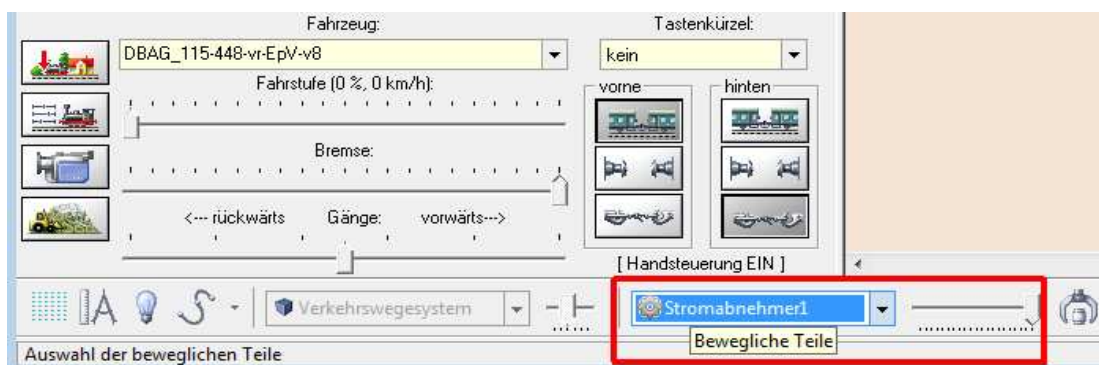 Fahrzeug:
Tastenkürzel:
DBAG_115-448-vr-EpV-v8
kein
Fahrstufe (0 %, 0 km/h):
vorne
hinten
Bremse:
<--- rückwärts Gänge: vorwärts--->
[ Handsteuerung EIN ]
Verkehrswegesystem
Stromabnehmer1
Bewegliche Teile
Auswahl der beweglichen Teile